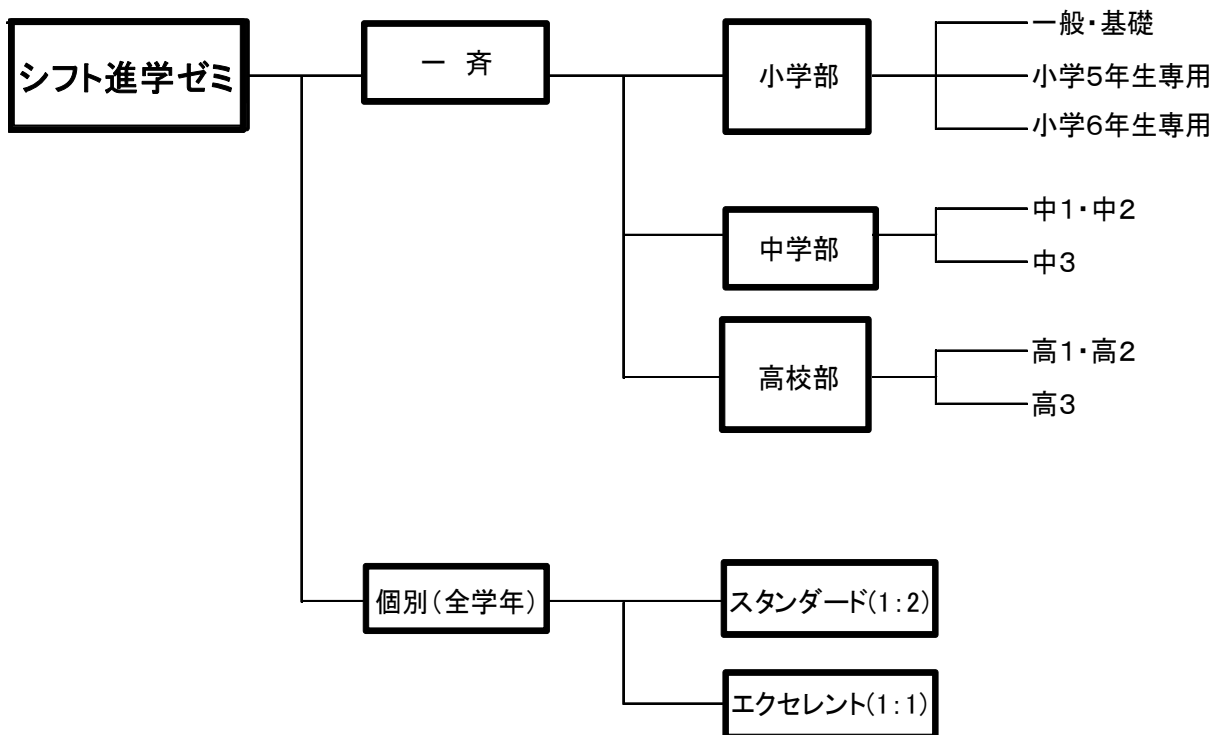 シフト進学ゼミ
一 斉
小学部
一般・基礎
小学5年生専用
小学6年生専用
中学部
中1・中2
中3
高校部
高1・高2
高3
個別(全学年)
スタンダード(1:2)
エクセレント(1:1)